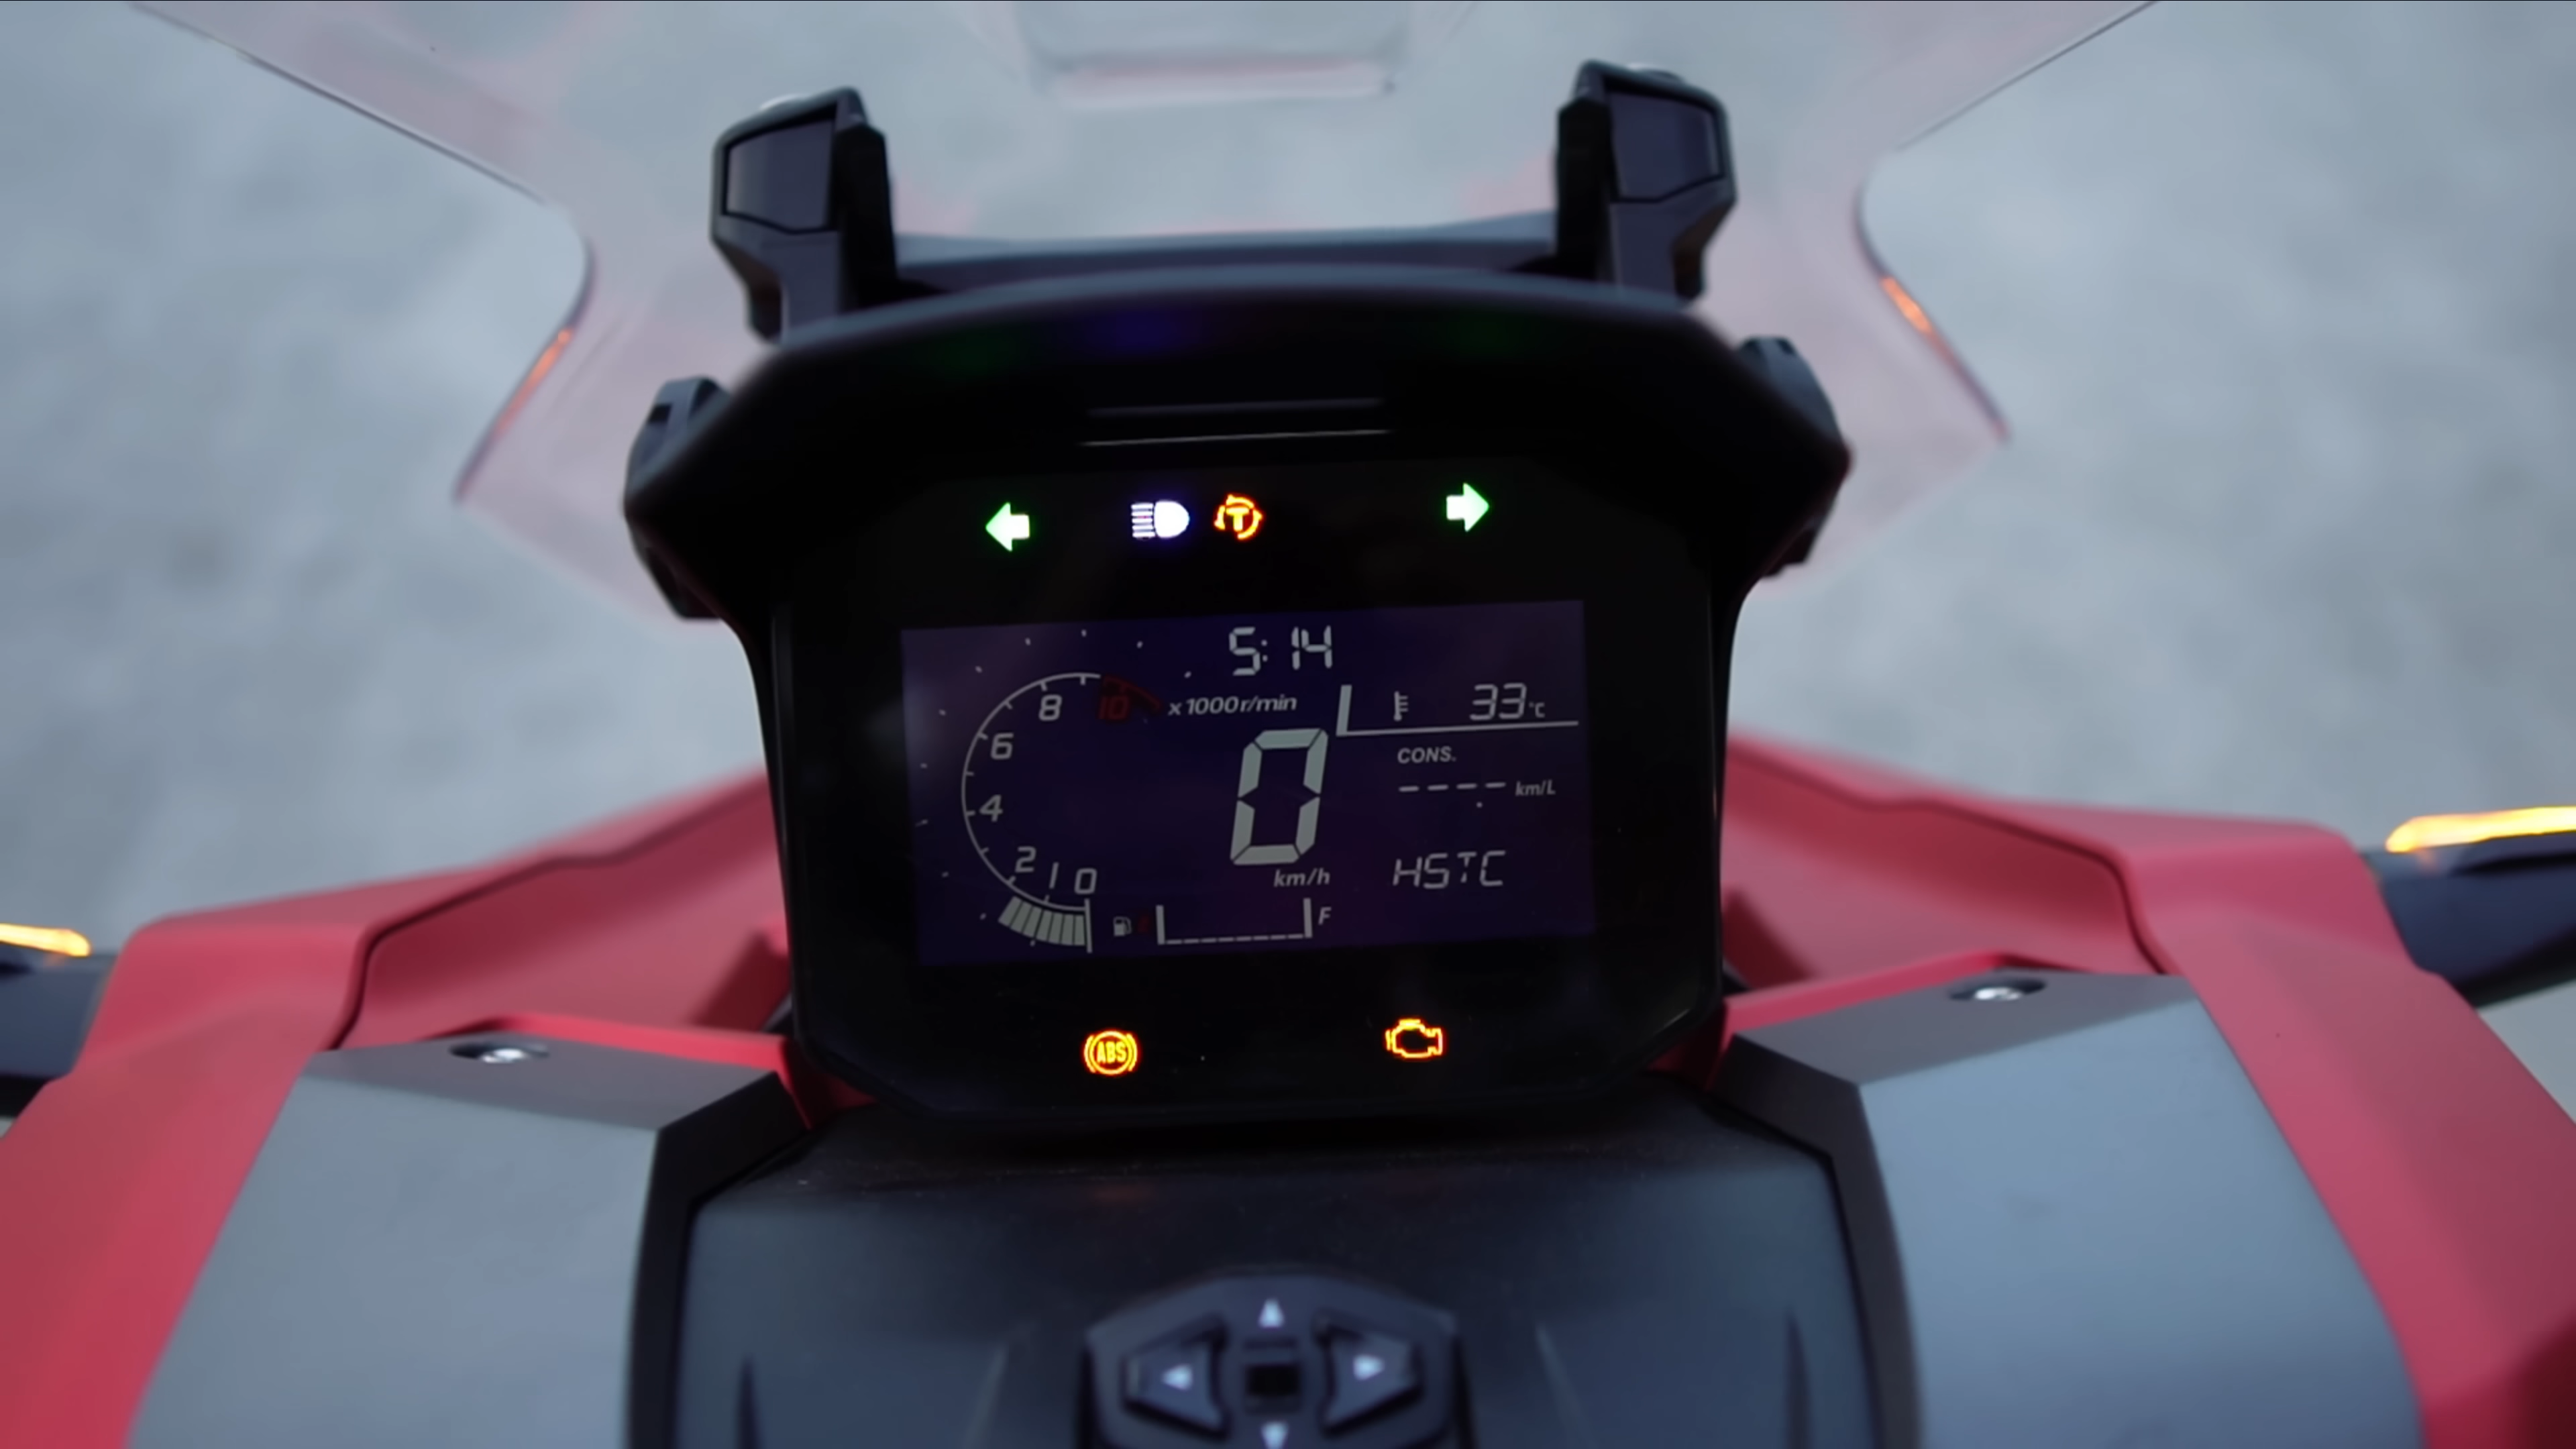 T
5:14
8 10 x1000r/min
33°C
6
CONS.
4
---- km/L
0
2 1 0
km/h
HSTC
F
ABS